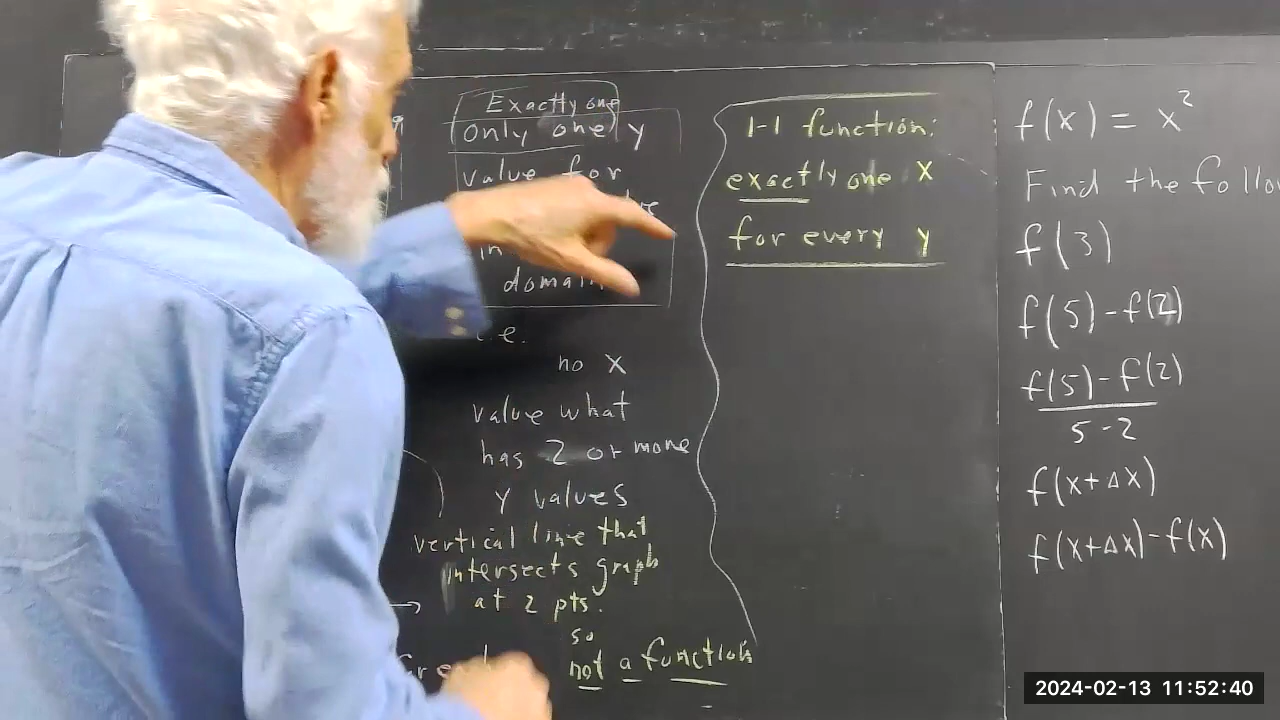 Exactly one
only one y
value for
in
domain
i.e.
no x
value what
has 2 or more
y values
vertical line that
intersects graph
at 2 pts.
so
not a function
1-1 function:
exactly one x
for every y
f(x) = x²
Find the follo
f(3)
f(5)-f(2)
f(5)-f(2)
5-2
f(x+Δx)
f(x+Δx)-f(x)
2024-02-13 11:52:40